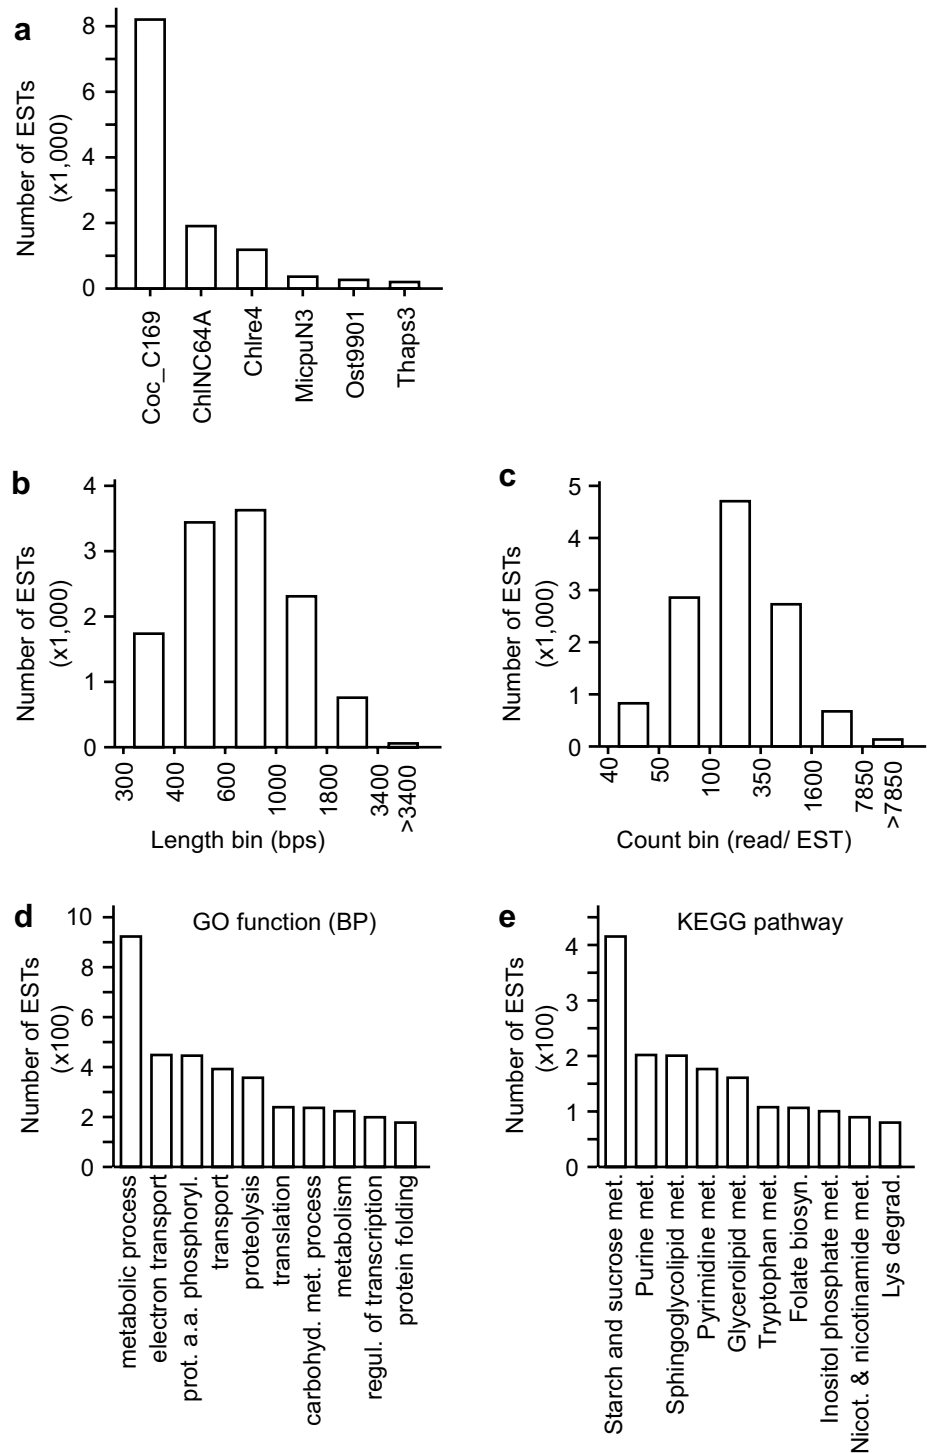 a
Number of ESTs
(x1,000)
8
6
4
2
0
Coc_C169
ChlNC64A
Chlre4
MicpuN3
Ost9901
Thaps3
b
Number of ESTs
(x1,000)
4
3
2
1
0
300
400
600
1000
1800
3400
>3400
Length bin (bps)
c
Number of ESTs
(x1,000)
5
4
3
2
1
0
40
50
100
350
1600
7850
>7850
Count bin (read/ EST)
d
GO function (BP)
Number of ESTs
(x100)
10
8
6
4
2
0
metabolic process
electron transport
prot. a.a. phosphoryl.
transport
proteolysis
translation
carbohyd. met. process
metabolism
regul. of transcription
protein folding
e
KEGG pathway
Number of ESTs
(x100)
4
3
2
1
0
Starch and sucrose met.
Purine met.
Sphingoglycolipid met.
Pyrimidine met.
Glycerolipid met.
Tryptophan met.
Folate biosyn.
Inositol phosphate met.
Nicot. & nicotinamide met.
Lys degrad.